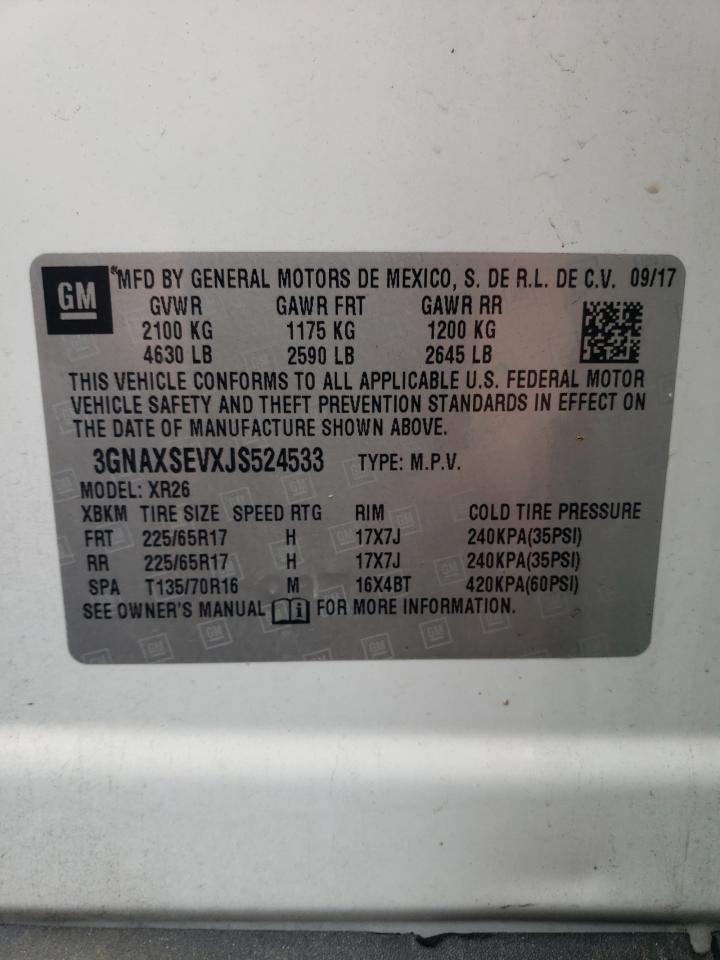 GM
MFD BY GENERAL MOTORS DE MEXICO, S. DE R.L. DE C.V. 09/17
GVWR GAWR FRT GAWR RR
2100 KG 1175 KG 1200 KG
4630 LB 2590 LB 2645 LB
THIS VEHICLE CONFORMS TO ALL APPLICABLE U.S. FEDERAL MOTOR
VEHICLE SAFETY AND THEFT PREVENTION STANDARDS IN EFFECT ON
THE DATE OF MANUFACTURE SHOWN ABOVE.
3GNAXSEVXJS524533 TYPE: M.P.V.
MODEL: XR26
XBKM TIRE SIZE SPEED RTG RIM COLD TIRE PRESSURE
FRT 225/65R17 H 17X7J 240KPA(35PSI)
RR 225/65R17 H 17X7J 240KPA(35PSI)
SPA T135/70R16 M 16X4BT 420KPA(60PSI)
SEE OWNER'S MANUAL i FOR MORE INFORMATION.